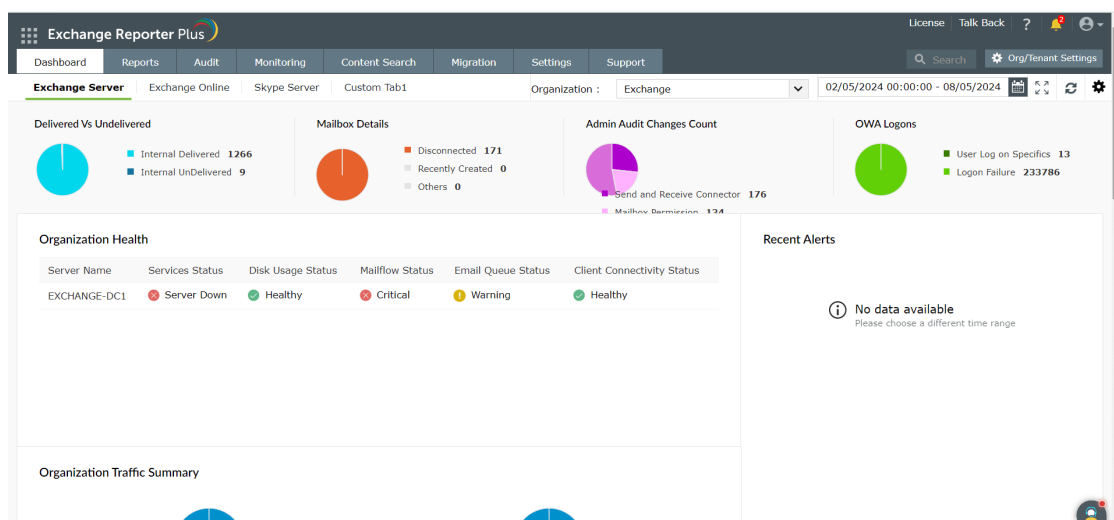 License Talk Back ? 2
Exchange Reporter Plus
Dashboard Reports Audit Monitoring Content Search Migration Settings Support Search Org/Tenant Settings
Exchange Server Exchange Online Skype Server Custom Tab1 Organization : Exchange 02/05/2024 00:00:00 - 08/05/2024
Delivered Vs Undelivered
Internal Delivered 1266
Internal UnDelivered 9
Mailbox Details
Disconnected 171
Recently Created 0
Others 0
Admin Audit Changes Count
Send and Receive Connector 176
Mailbox Permission 134
OWA Logons
User Log on Specifics 13
Logon Failure 233786
Organization Health
Server Name Services Status Disk Usage Status Mailflow Status Email Queue Status Client Connectivity Status
EXCHANGE-DC1 Server Down Healthy Critical Warning Healthy
Recent Alerts
No data available
Please choose a different time range
Organization Traffic Summary